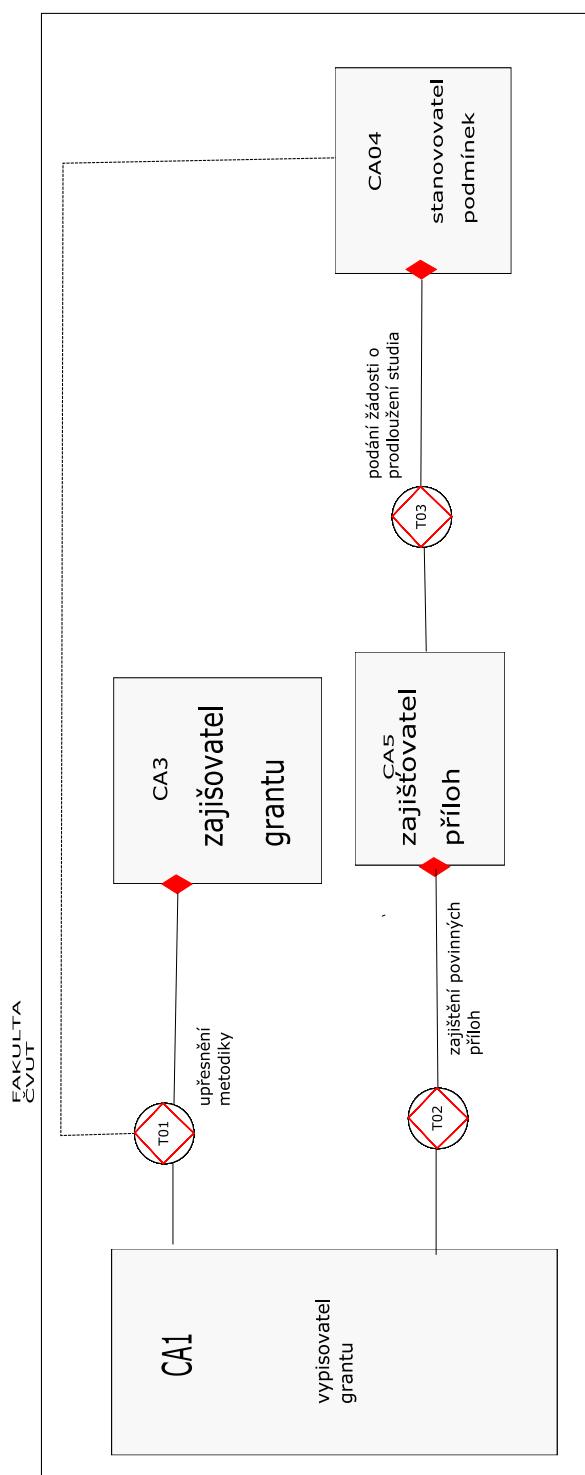 FAKULTA
ČVUT
CA1
vypisovatel
grantu
T01
upřesnění
metodiky
T02
zajištění povinných
příloh
CA3
zajišovatel
grantu
CA5
zajišťovatel
příloh
T03
podání žádosti o
prodloužení studia
CA04
stanovovatel
podmínek